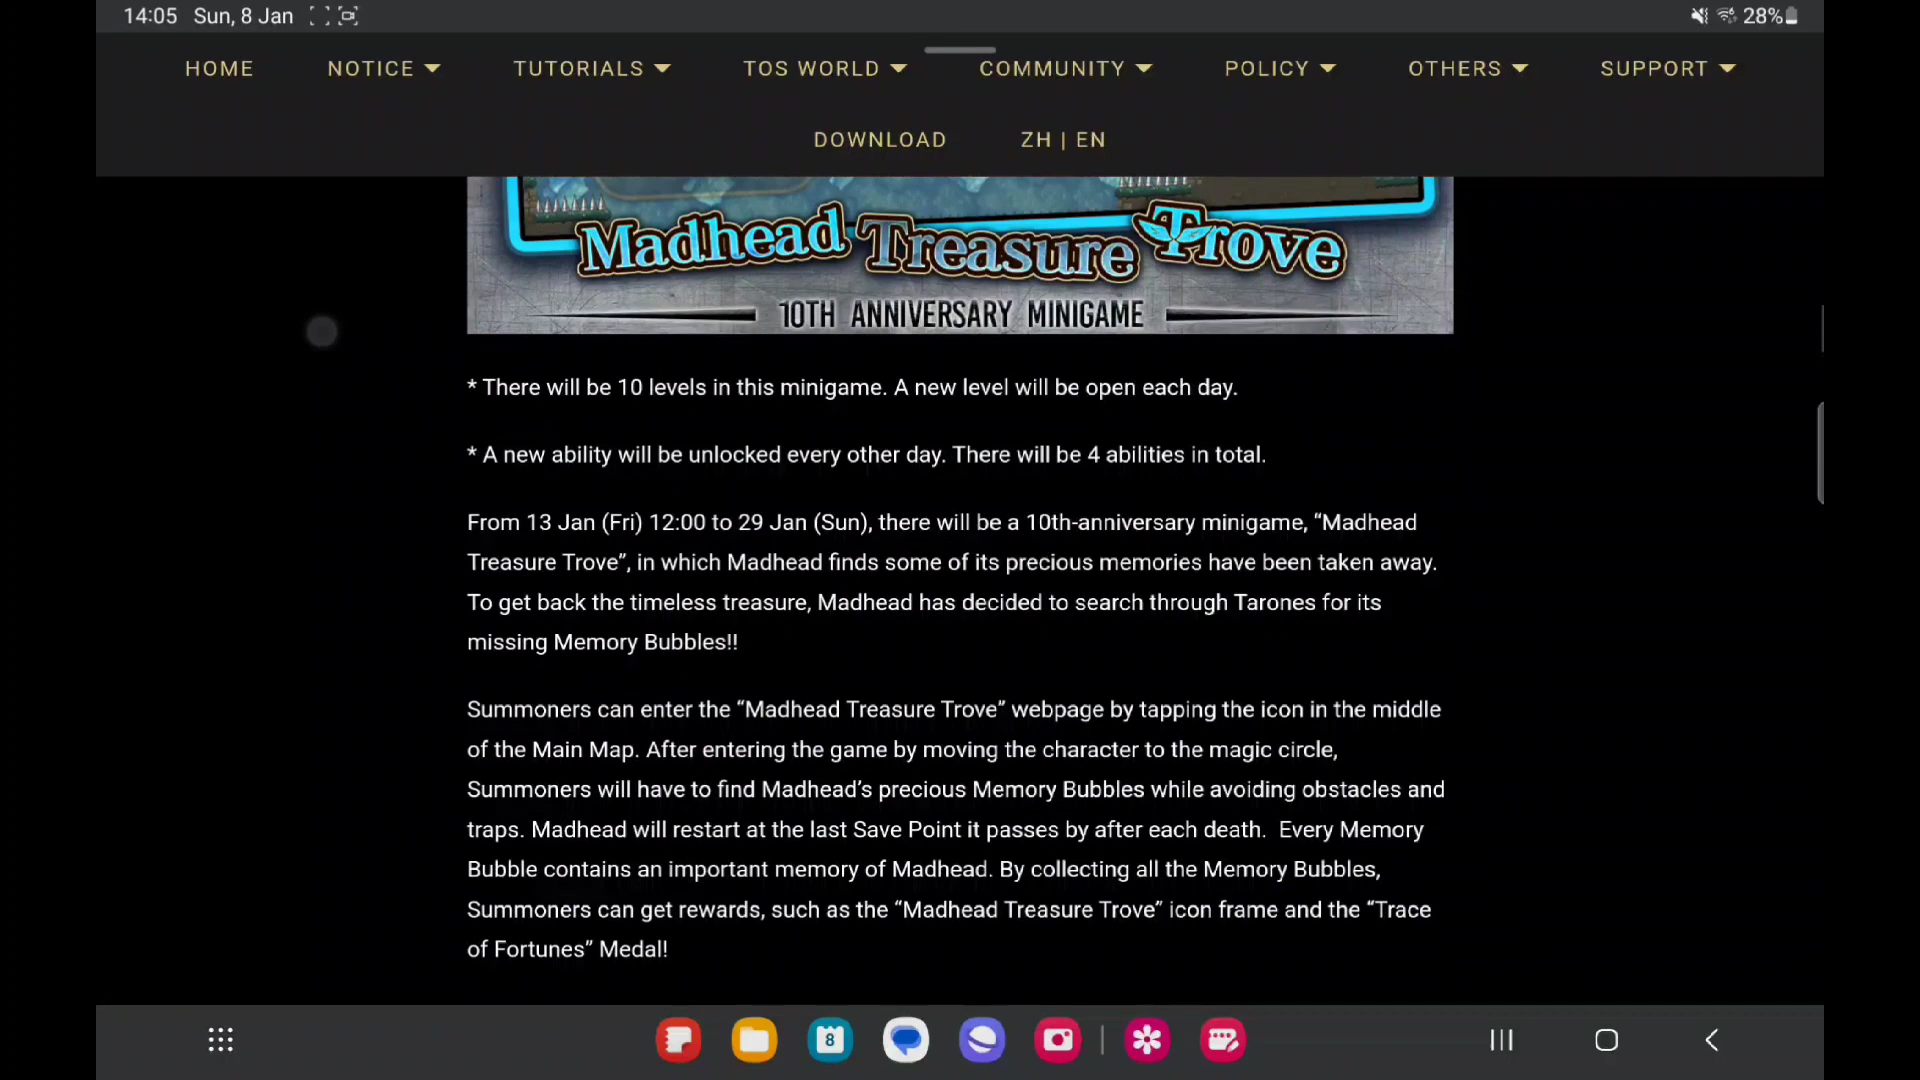 14:05 Sun, 8 Jan 28%
HOME NOTICE TUTORIALS TOS WORLD COMMUNITY POLICY OTHERS SUPPORT
DOWNLOAD ZH | EN
Madhead Treasure Trove
10TH ANNIVERSARY MINIGAME
* There will be 10 levels in this minigame. A new level will be open each day.
* A new ability will be unlocked every other day. There will be 4 abilities in total.
From 13 Jan (Fri) 12:00 to 29 Jan (Sun), there will be a 10th-anniversary minigame, “Madhead
Treasure Trove”, in which Madhead finds some of its precious memories have been taken away.
To get back the timeless treasure, Madhead has decided to search through Tarones for its
missing Memory Bubbles!!
Summoners can enter the “Madhead Treasure Trove” webpage by tapping the icon in the middle
of the Main Map. After entering the game by moving the character to the magic circle,
Summoners will have to find Madhead’s precious Memory Bubbles while avoiding obstacles and
traps. Madhead will restart at the last Save Point it passes by after each death.  Every Memory
Bubble contains an important memory of Madhead. By collecting all the Memory Bubbles,
Summoners can get rewards, such as the “Madhead Treasure Trove” icon frame and the “Trace
of Fortunes” Medal!
8